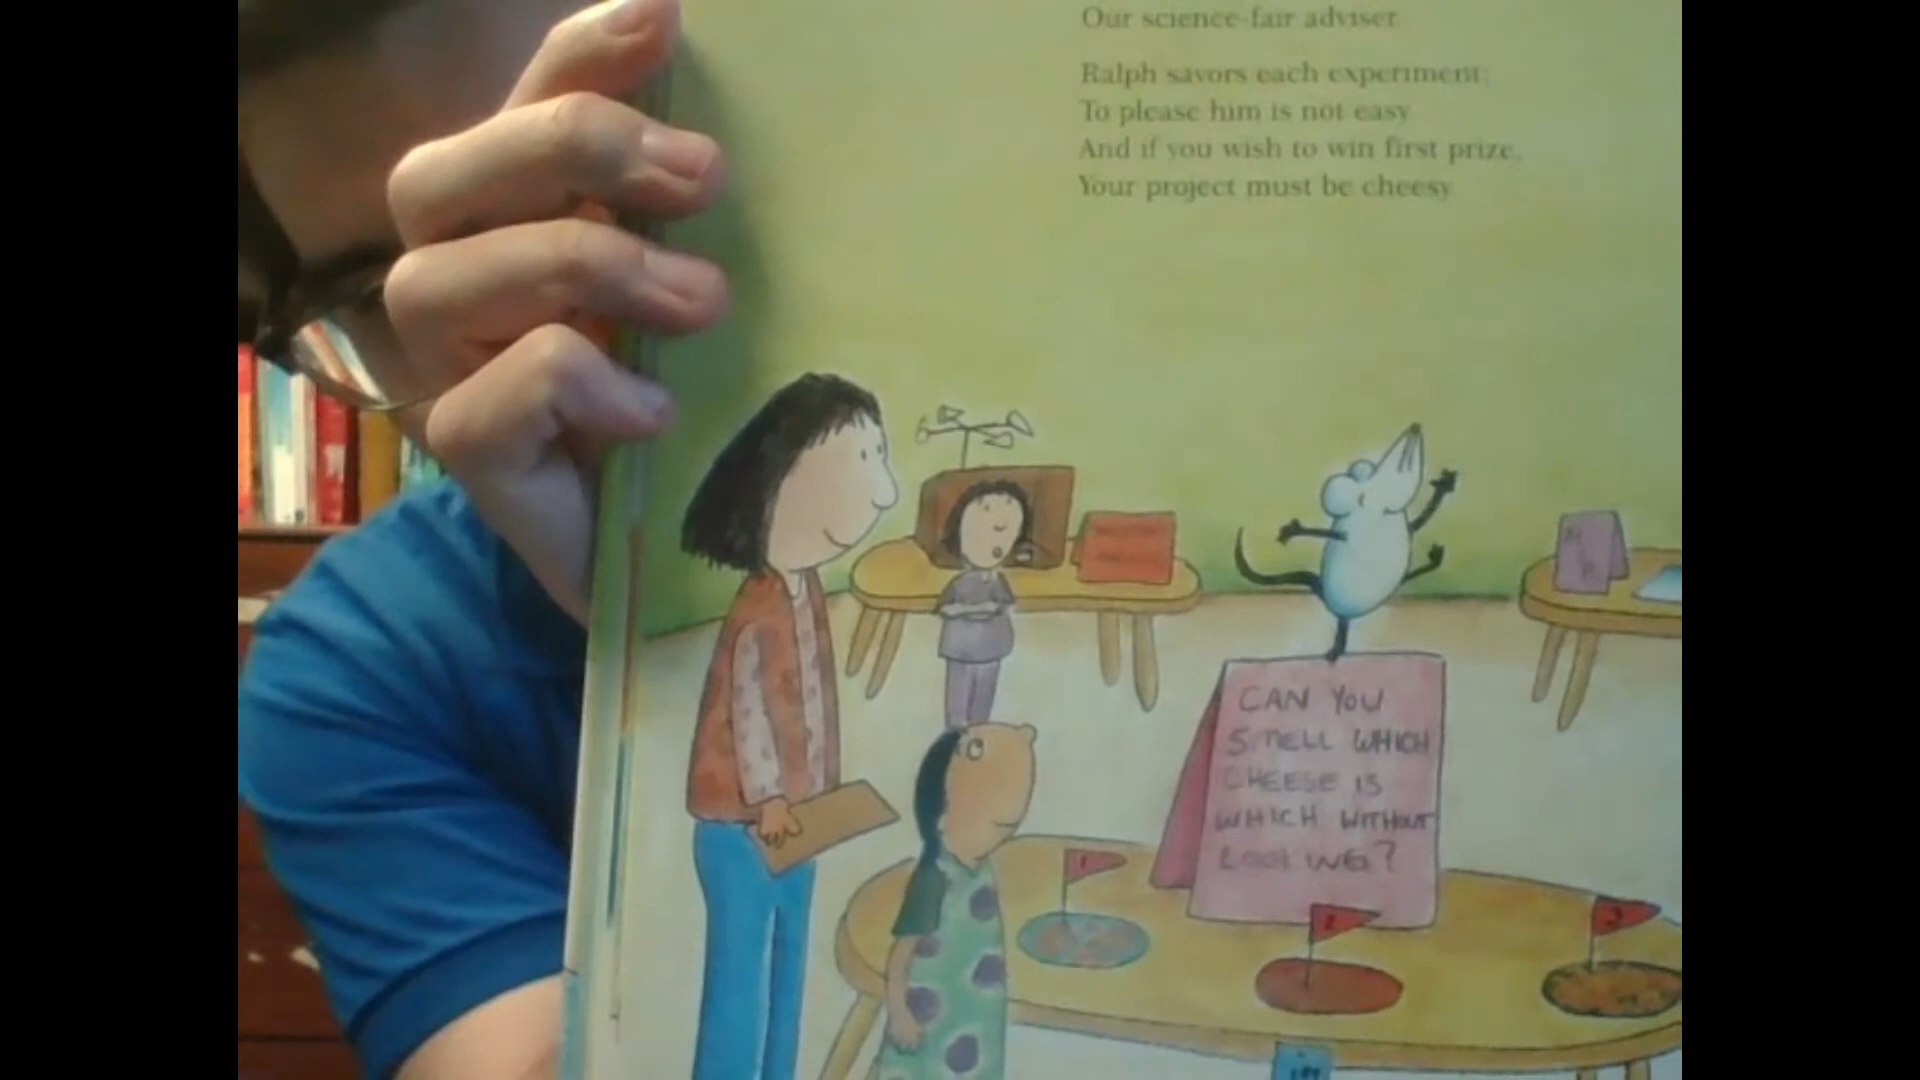 Our science-fair adviser
Ralph savors each experiment;
To please him is not easy
And if you wish to win first prize,
Your project must be cheesy
CAN YOU
SMELL WHICH
CHEESE IS
WHICH WITHOUT
LOOKING?
1
2
3